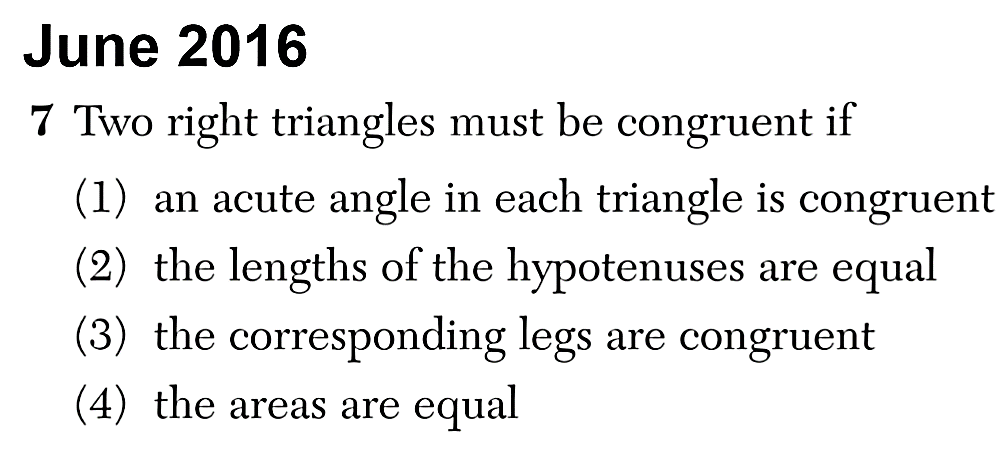 June 2016
7 Two right triangles must be congruent if
(1) an acute angle in each triangle is congruent
(2) the lengths of the hypotenuses are equal
(3) the corresponding legs are congruent
(4) the areas are equal